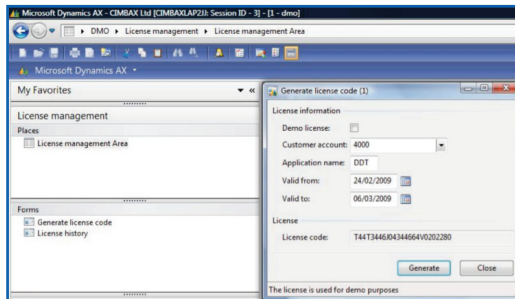 Microsoft Dynamics AX - CIMBAX Ltd [CIMBAXLAP2JJ: Session ID - 3] - [1 - dmo]
DMO ▸ License management ▸ License management Area
Microsoft Dynamics AX
My Favorites
License management
Places
License management Area
Forms
Generate license code
License history
Generate license code (1)
License information
Demo license:
Customer account: 4000
Application name: DDT
Valid from: 24/02/2009
Valid to: 06/03/2009
License
License code: T44T3446J04344664V0202280
Generate Close
The license is used for demo purposes